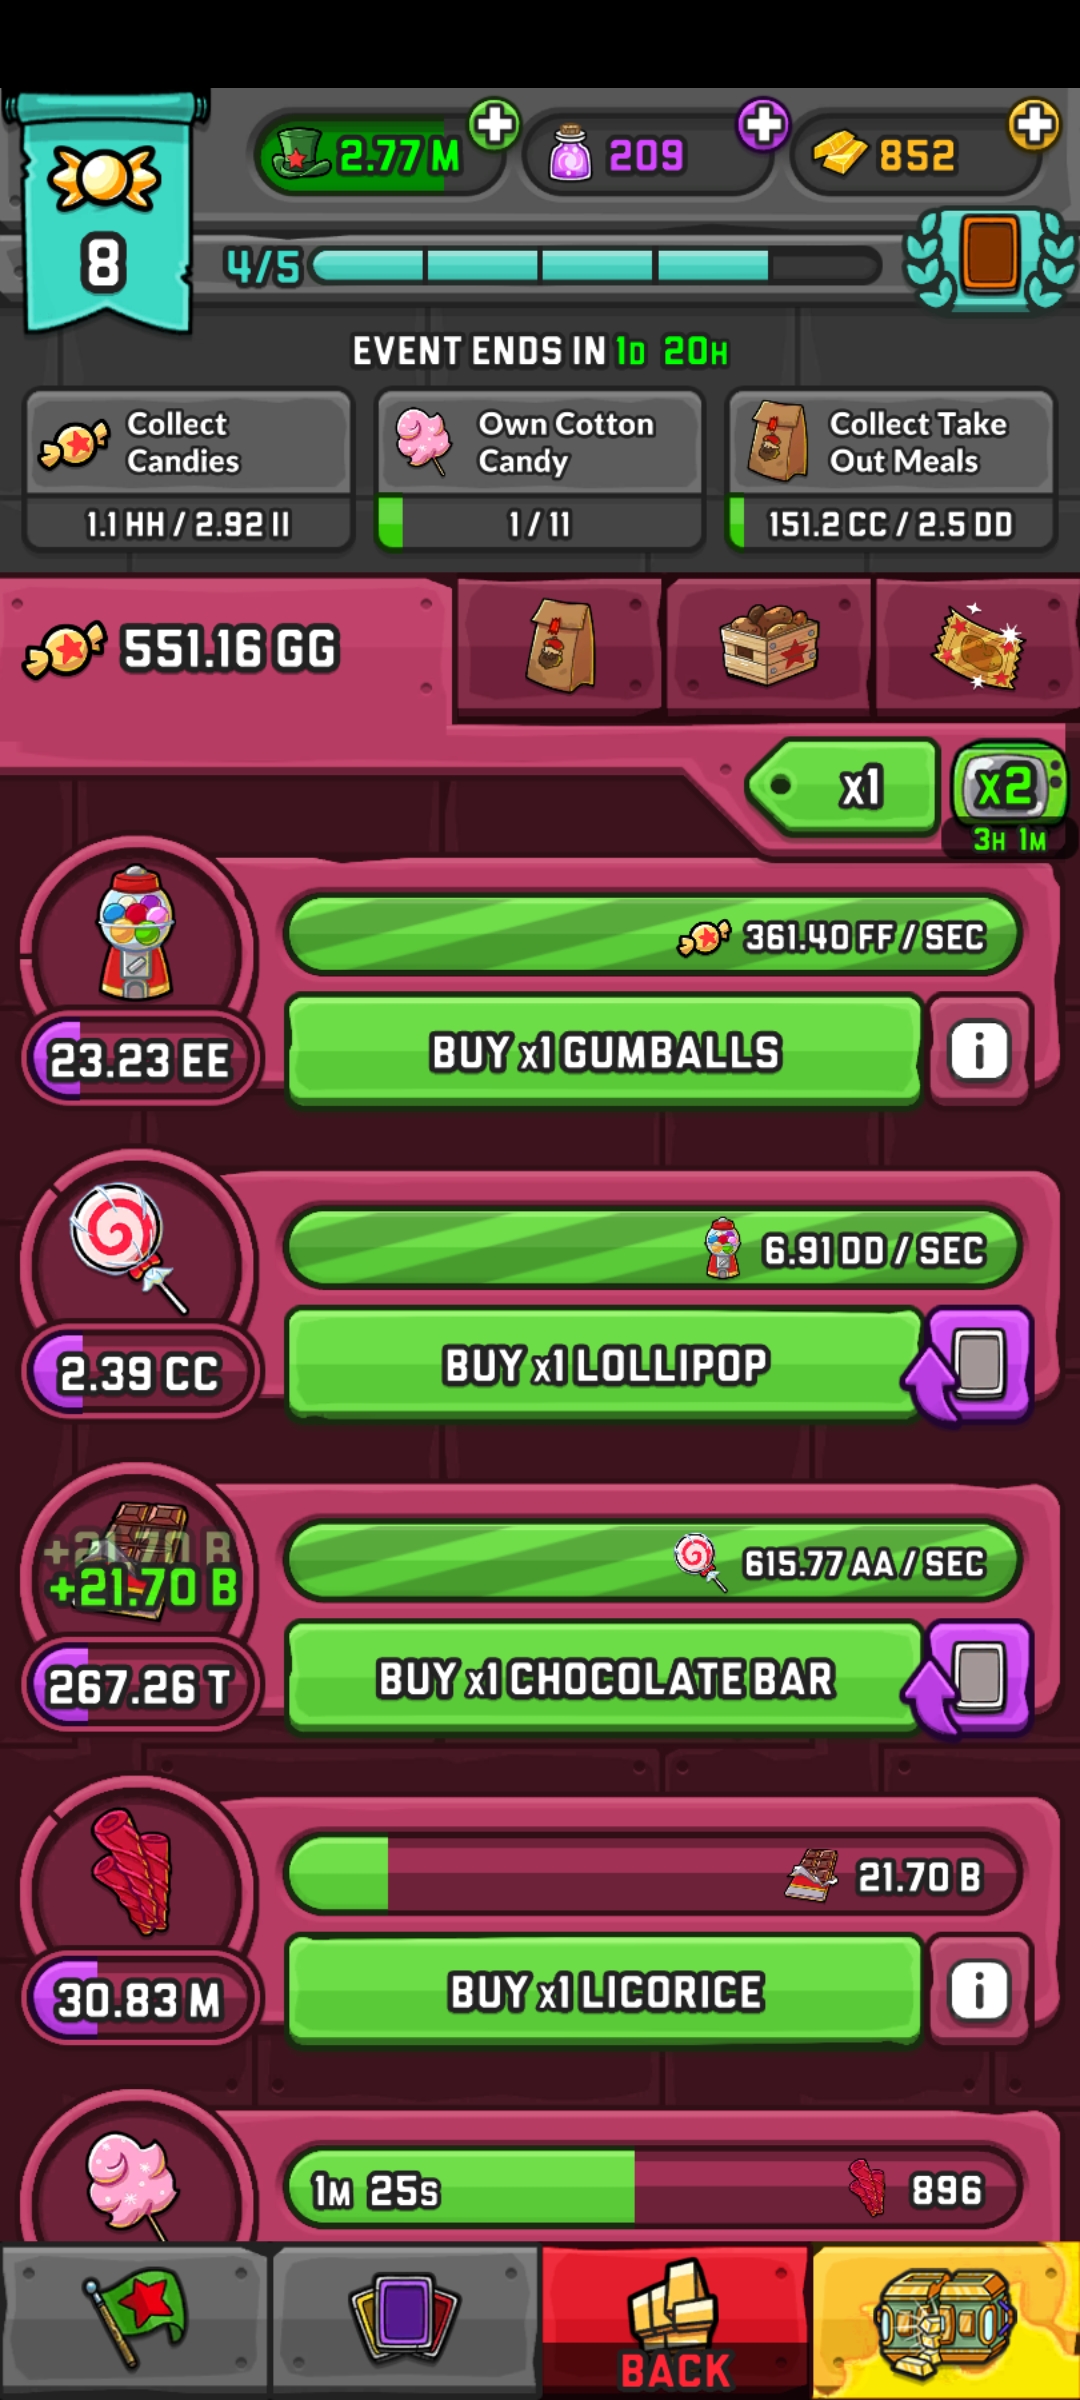 2.77 M
209
852
8
4/5
EVENT ENDS IN 1D 20H
Collect
Candies
1.1 HH / 2.92 II
Own Cotton
Candy
1 / 11
Collect Take
Out Meals
151.2 CC / 2.5 DD
551.16 GG
x1
x2
3H 1M
361.40 FF / SEC
23.23 EE
BUY x1 GUMBALLS
i
6.91 DD / SEC
2.39 CC
BUY x1 LOLLIPOP
+21.70 B
+21.70 B
615.77 AA / SEC
267.26 T
BUY x1 CHOCOLATE BAR
21.70 B
30.83 M
BUY x1 LICORICE
i
1M 25S
896
BACK